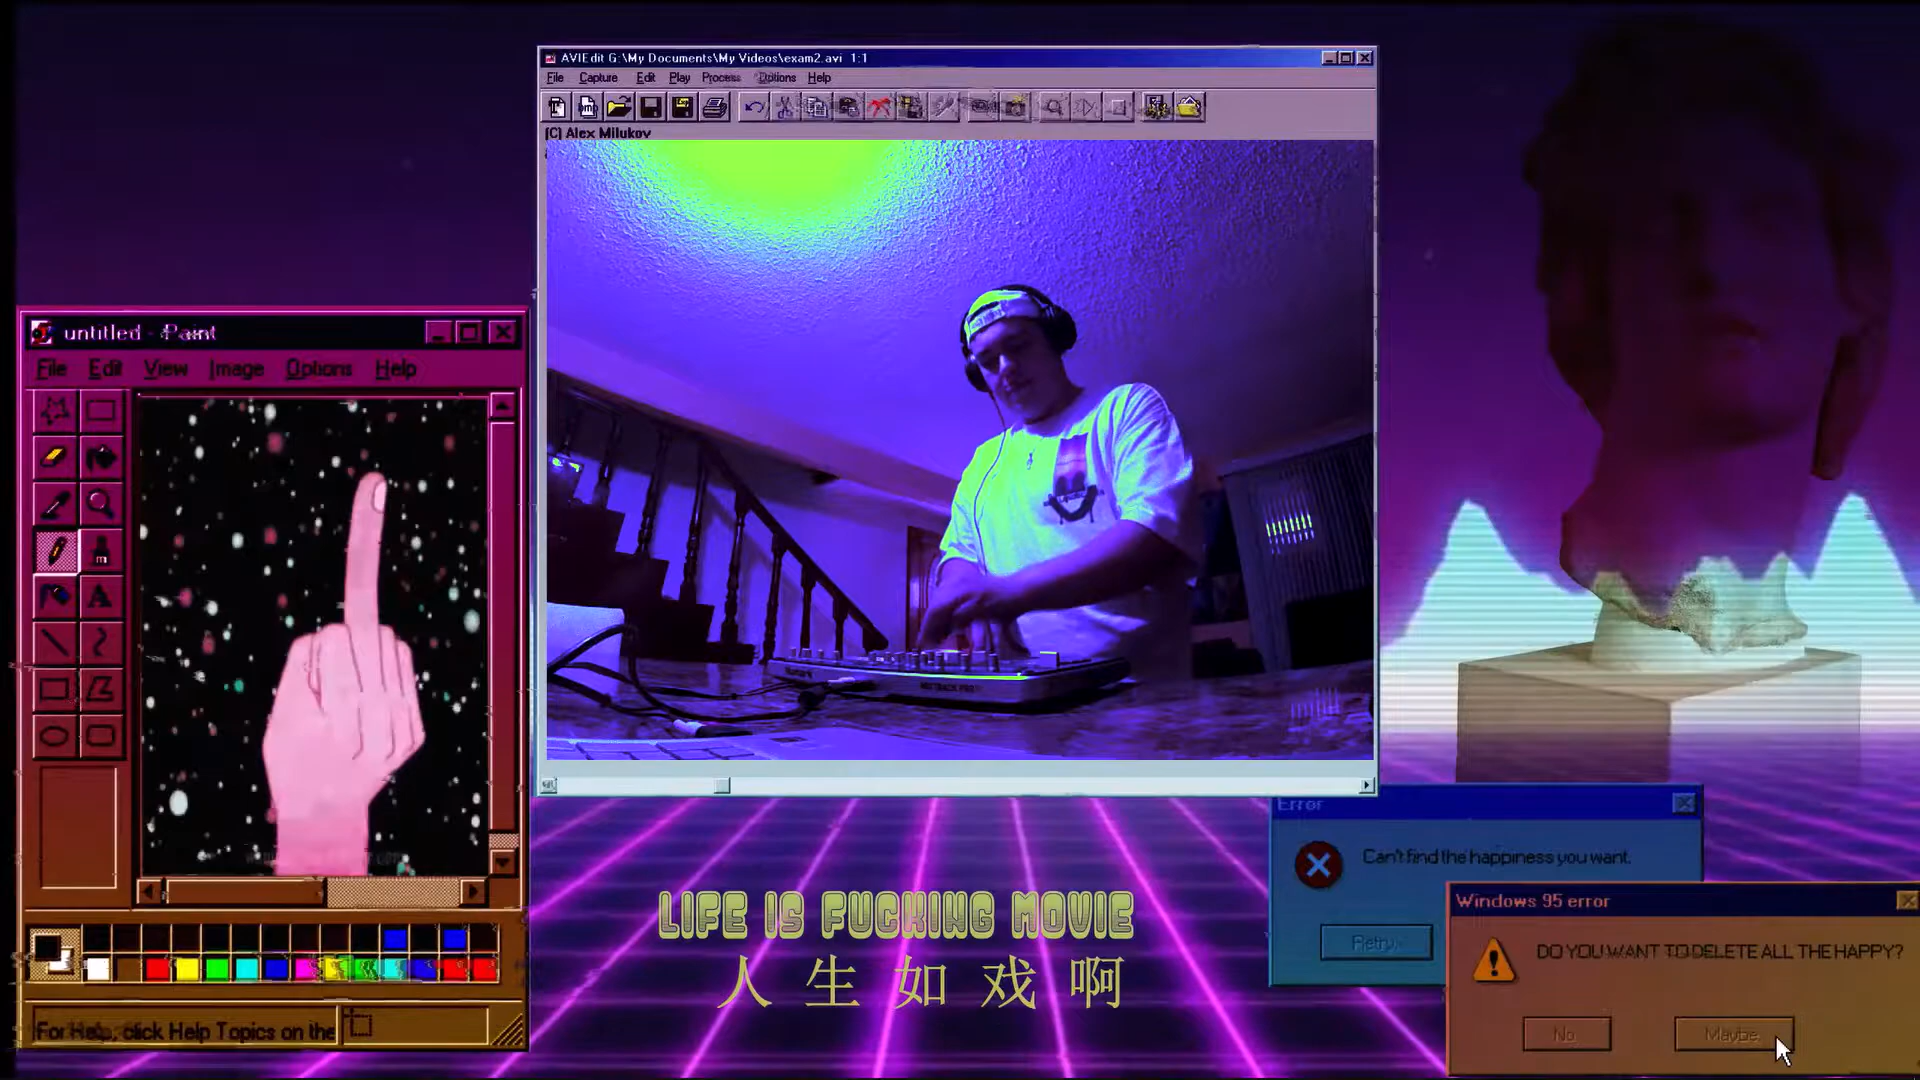 AVIEdit G:\My Documents\My Videos\exam2.avi 1:1
File Capture Edit Play Process Options Help
(C) Alex Milukov
untitled - Paint
File Edit View Image Options Help
A
For Help, click Help Topics on the
LIFE IS FUCKING MOVIE
人生如戏啊
Error
Can't find the happiness you want.
Retry
Windows 95 error
DO YOU WANT TO DELETE ALL THE HAPPY?
No
Maybe